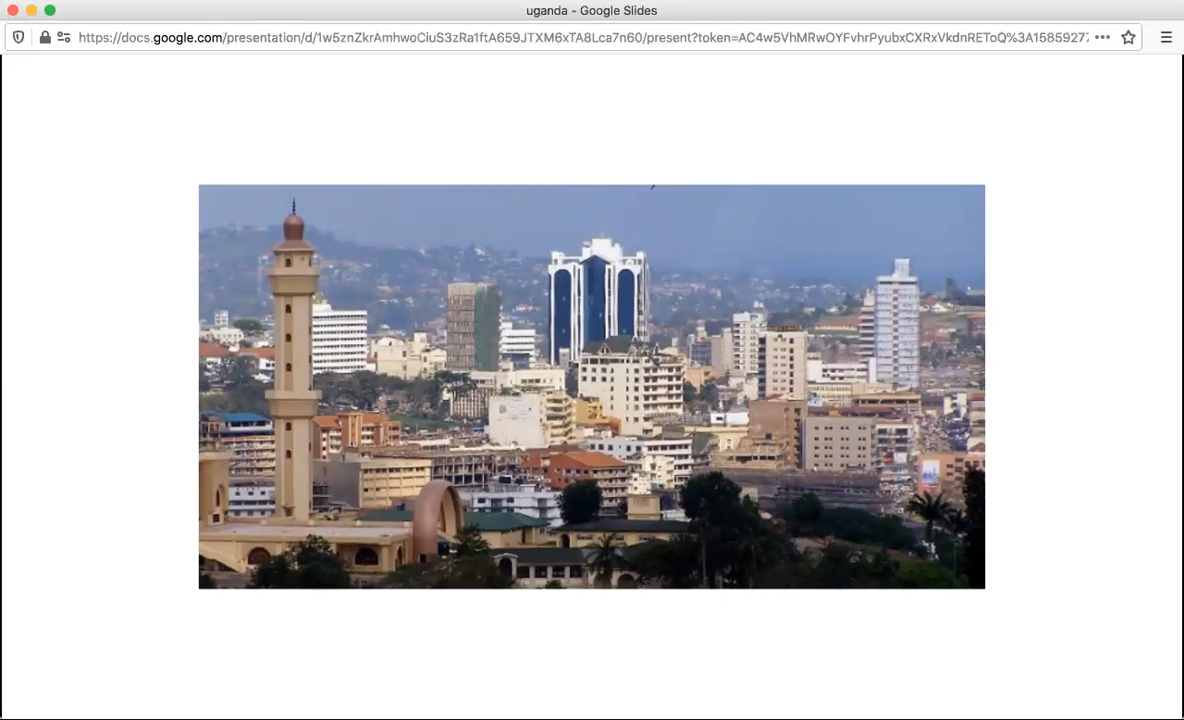 uganda - Google Slides
https://docs.google.com/presentation/d/1w5znZkrAmhwoCiuS3zRa1ftA659JTXM6xTA8Lca7n60/present?token=AC4w5VhMRwOYFvhrPyubxCXRxVkdnREToQ%3A1585927